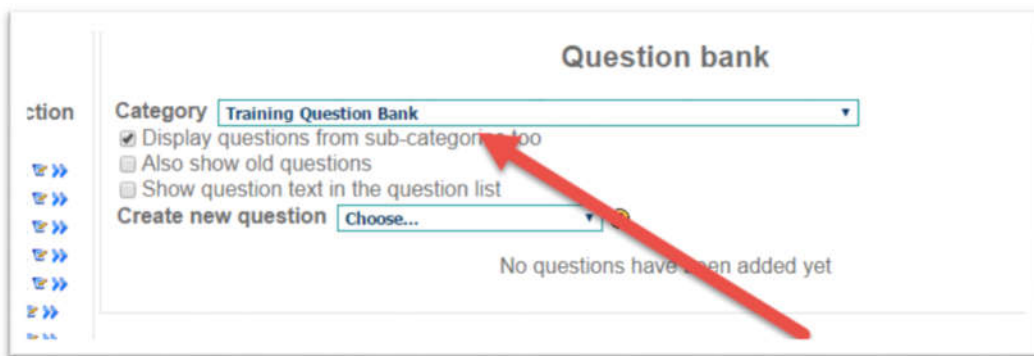 Question bank
ction
Category Training Question Bank
Display questions from sub-categories too
Also show old questions
Show question text in the question list
Create new question Choose...
No questions have been added yet